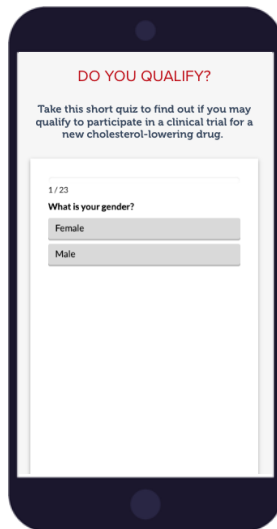 DO YOU QUALIFY?
Take this short quiz to find out if you may
qualify to participate in a clinical trial for a
new cholesterol-lowering drug.
1 / 23
What is your gender?
Female
Male